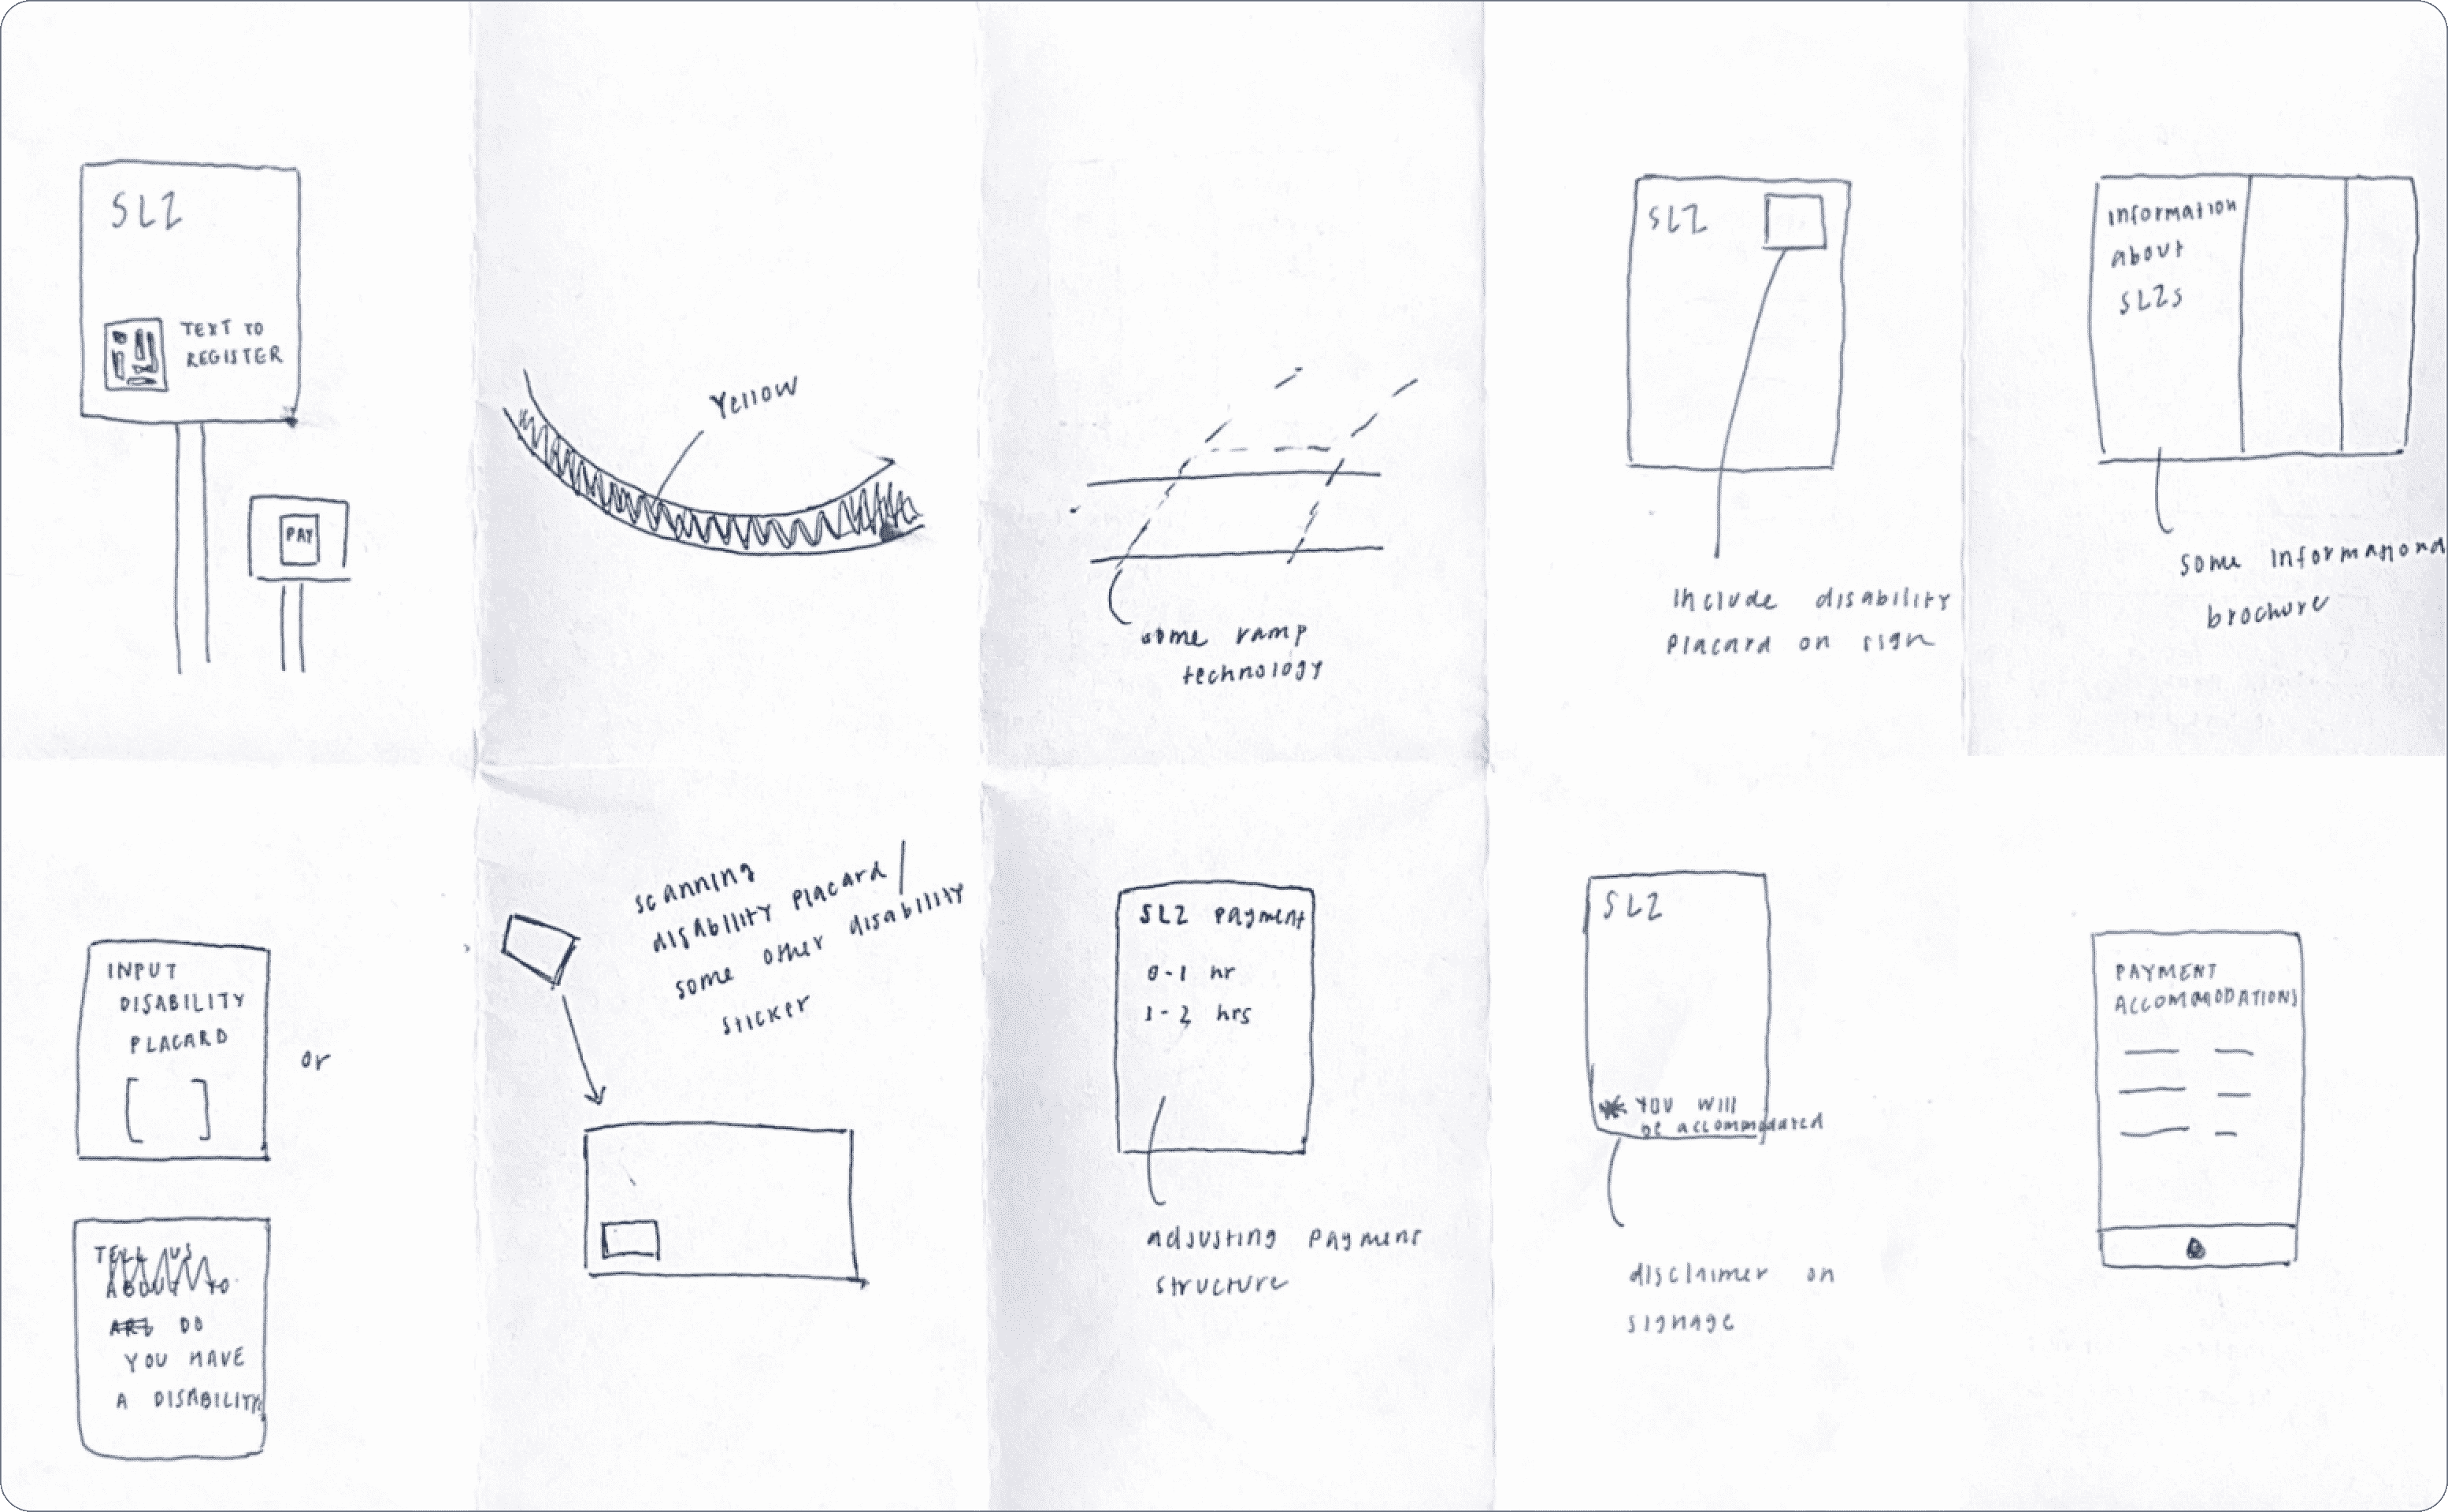 SLZ
TEXT TO
REGISTER
PAY
Yellow
some ramp
technology
SLZ
Include disability
Placard on sign
Information
about
SLZs
some informationa
brochure
INPUT
DISABILITY
PLACARD
[ ]
or
TELL US
ABOUT YO
ARE DO
YOU HAVE
A DISABILITY
scanning
disability placard/
some other disability
sticker
SLZ payment
0-1 hr
1-2 hrs
adjusting payment
structure
SLZ
* YOU WILL
be accommodated
disclaimer on
signage
PAYMENT
ACCOMMODATIONS